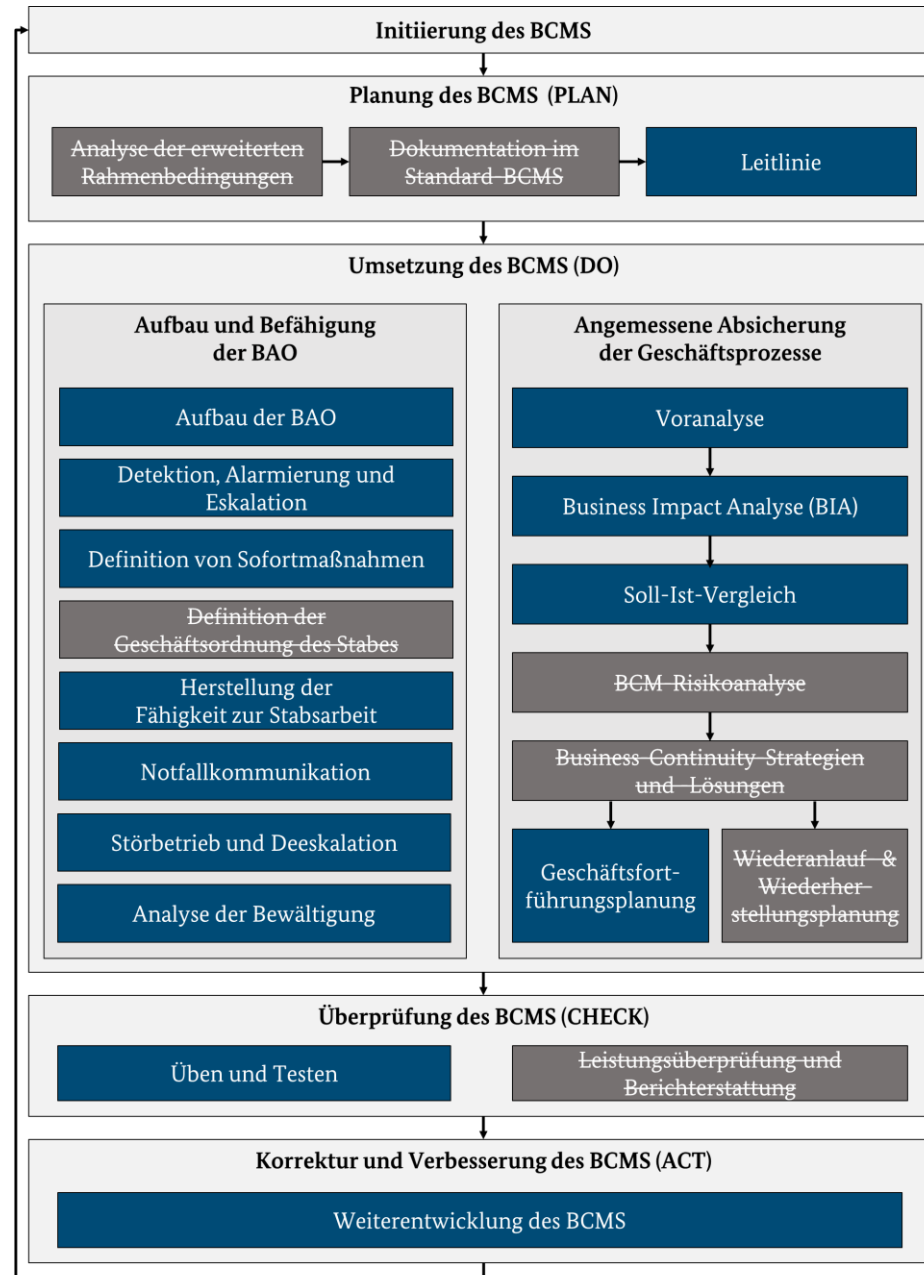 Initiierung des BCMS
Planung des BCMS (PLAN)
Analyse der erweiterten
Rahmenbedingungen
Dokumentation im
Standard-BCMS
Leitlinie
Umsetzung des BCMS (DO)
Aufbau und Befähigung
der BAO
Aufbau der BAO
Detektion, Alarmierung und
Eskalation
Definition von Sofortmaßnahmen
Definition der
Geschäftsordnung des Stabes
Herstellung der
Fähigkeit zur Stabsarbeit
Notfallkommunikation
Störbetrieb und Deeskalation
Analyse der Bewältigung
Angemessene Absicherung
der Geschäftsprozesse
Voranalyse
Business Impact Analyse (BIA)
Soll-Ist-Vergleich
BCM-Risikoanalyse
Business-Continuity-Strategien
und -Lösungen
Geschäftsfort-
führungsplanung
Wiederanlauf- &
Wiederher-
stellungsplanung
Überprüfung des BCMS (CHECK)
Üben und Testen
Leistungsüberprüfung und
Berichterstattung
Korrektur und Verbesserung des BCMS (ACT)
Weiterentwicklung des BCMS